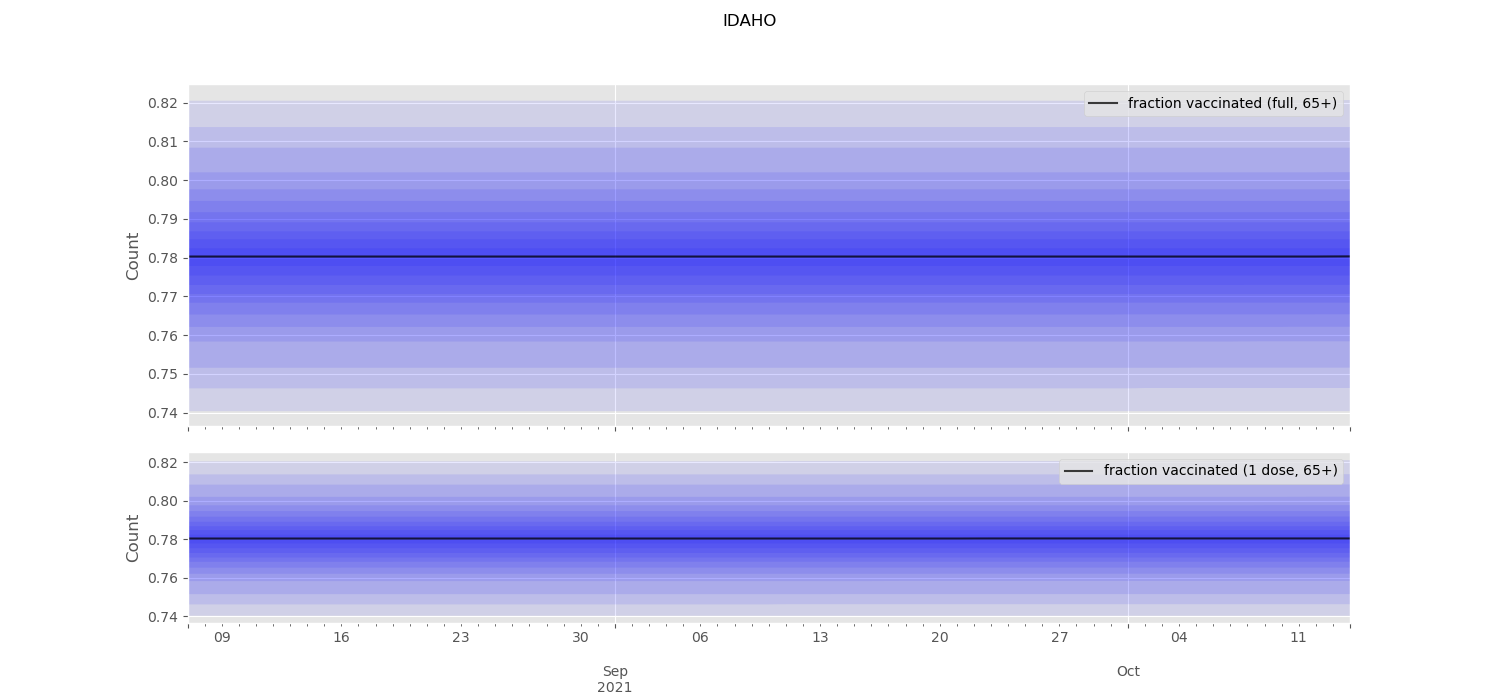 IDAHO
fraction vaccinated (full, 65+)
0.82
0.81
0.80
0.79
0.78
0.77
0.76
0.75
0.74
Count
fraction vaccinated (1 dose, 65+)
0.82
0.80
0.78
0.76
0.74
Count
09 16 23 30 06 13 20 27 04 11
Sep Oct
2021